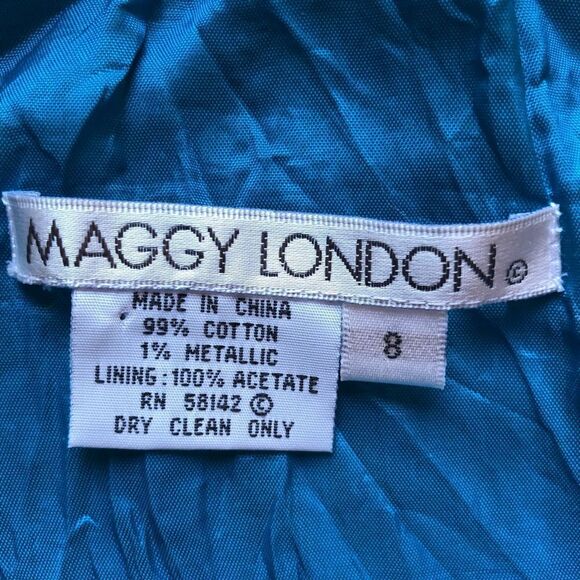 MAGGY LONDON ©
MADE IN CHINA
99% COTTON
1% METALLIC
LINING: 100% ACETATE
RN 58142 ©
DRY CLEAN ONLY
8